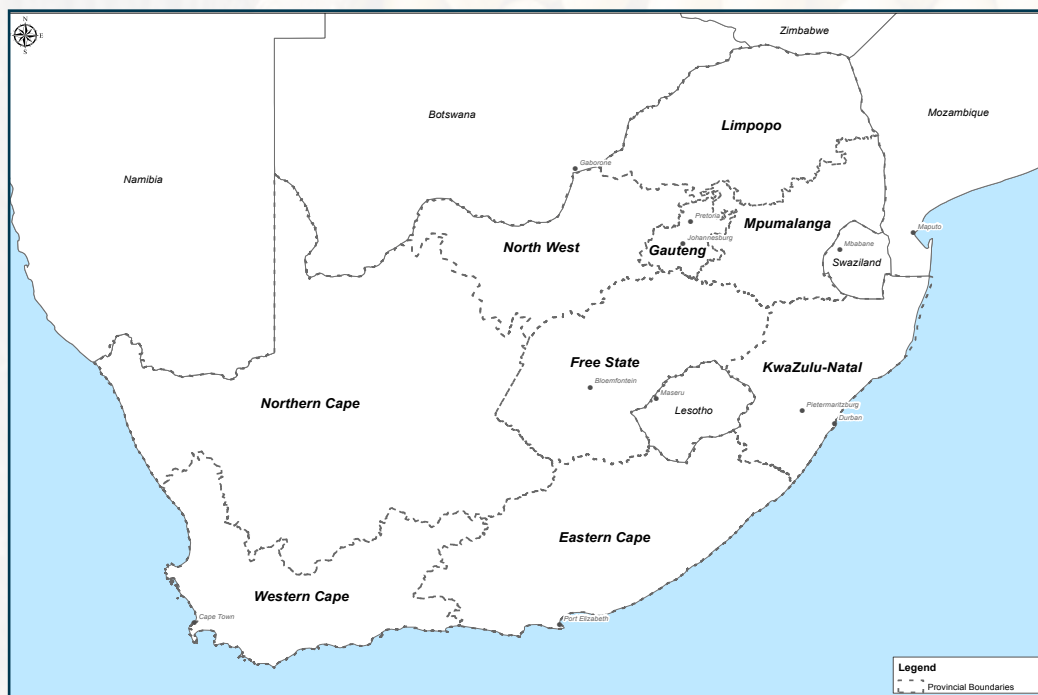 N
E
S
Zimbabwe
Botswana
Mozambique
Limpopo
Gaborone
Namibia
Pretoria
Mpumalanga
Maputo
Johannesburg
North West
Gauteng
Mbabane
Swaziland
Free State
KwaZulu-Natal
Bloemfontein
Maseru
Northern Cape
Lesotho
Pietermaritzburg
Durban
Eastern Cape
Western Cape
Cape Town
Port Elizabeth
Legend
Provincial Boundaries